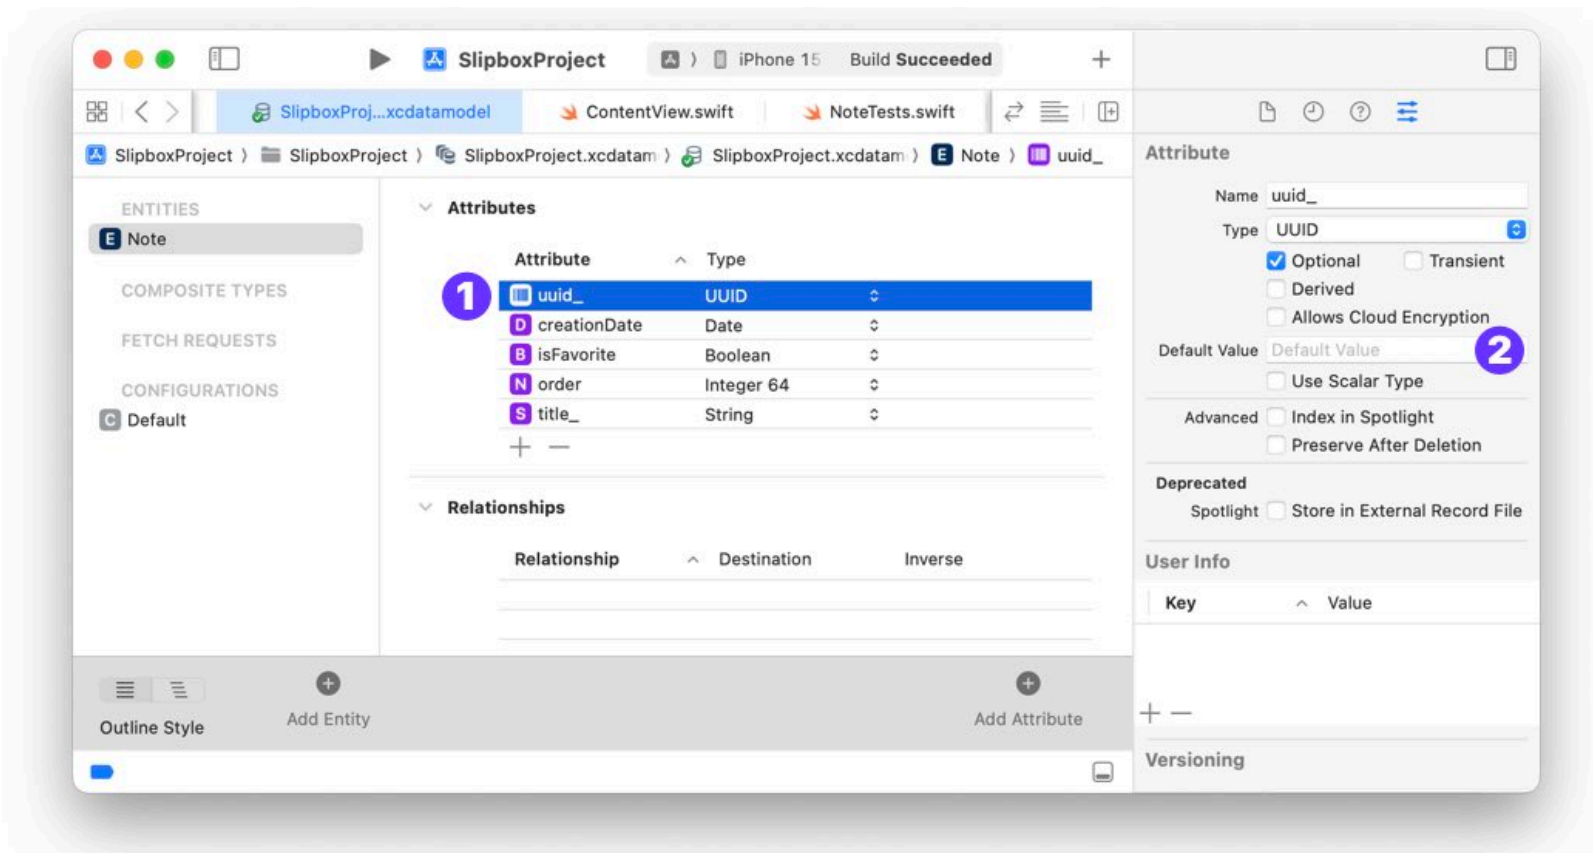 SlipboxProject
iPhone 15
Build Succeeded
SlipboxProj...xcdatamodel
ContentView.swift
NoteTests.swift
SlipboxProject
SlipboxProject
SlipboxProject.xcdatam
SlipboxProject.xcdatam
E Note
uuid_
ENTITIES
E Note
COMPOSITE TYPES
FETCH REQUESTS
CONFIGURATIONS
C Default
Attributes
Attribute Type
1
uuid_ UUID
D creationDate Date
B isFavorite Boolean
N order Integer 64
S title_ String
Relationships
Relationship Destination Inverse
Outline Style
Add Entity
Add Attribute
Attribute
Name uuid_
Type UUID
Optional Transient
Derived
Allows Cloud Encryption
Default Value Default Value
2
Use Scalar Type
Advanced Index in Spotlight
Preserve After Deletion
Deprecated
Spotlight Store in External Record File
User Info
Key Value
Versioning